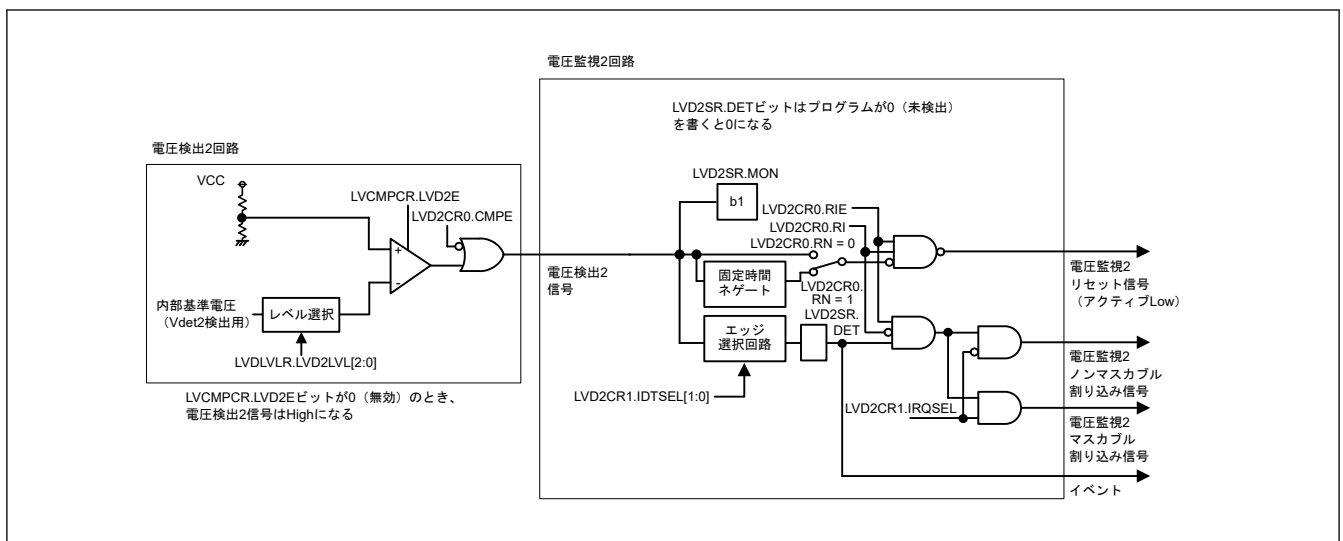 電圧監視2回路
LVD2SR.DETビットはプログラムが0（未検出）
を書くと0になる
電圧検出2回路
VCC
LVCMPCR.LVD2E
LVD2CR0.CMPE
+
-
内部基準電圧
（Vdet2検出用）
レベル選択
LVDLVLR.LVD2LVL[2:0]
LVCMPCR.LVD2Eビットが0（無効）のとき、
電圧検出2信号はHighになる
電圧検出2
信号
LVD2SR.MON
b1
LVD2CR0.RIE
LVD2CR0.RI
LVD2CR0.RN = 0
固定時間
ネゲート
LVD2CR0.
RN = 1
LVD2SR.
DET
エッジ
選択回路
LVD2CR1.IDTSEL[1:0]
LVD2CR1.IRQSEL
電圧監視2
リセット信号
（アクティブLow）
電圧監視2
ノンマスカブル
割り込み信号
電圧監視2
マスカブル
割り込み信号
イベント